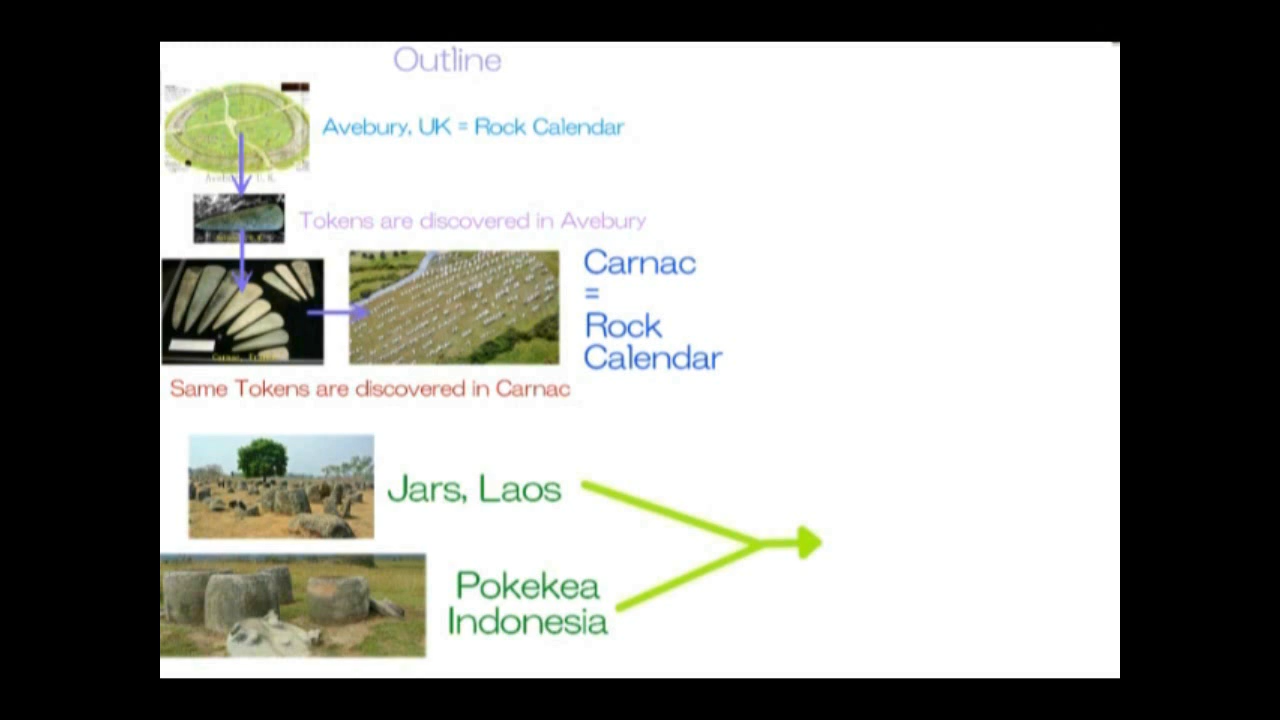 Outline
Avebury, UK = Rock Calendar
Tokens are discovered in Avebury
Carnac
=
Rock
Calendar
Same Tokens are discovered in Carnac
Jars, Laos
Pokekea
Indonesia